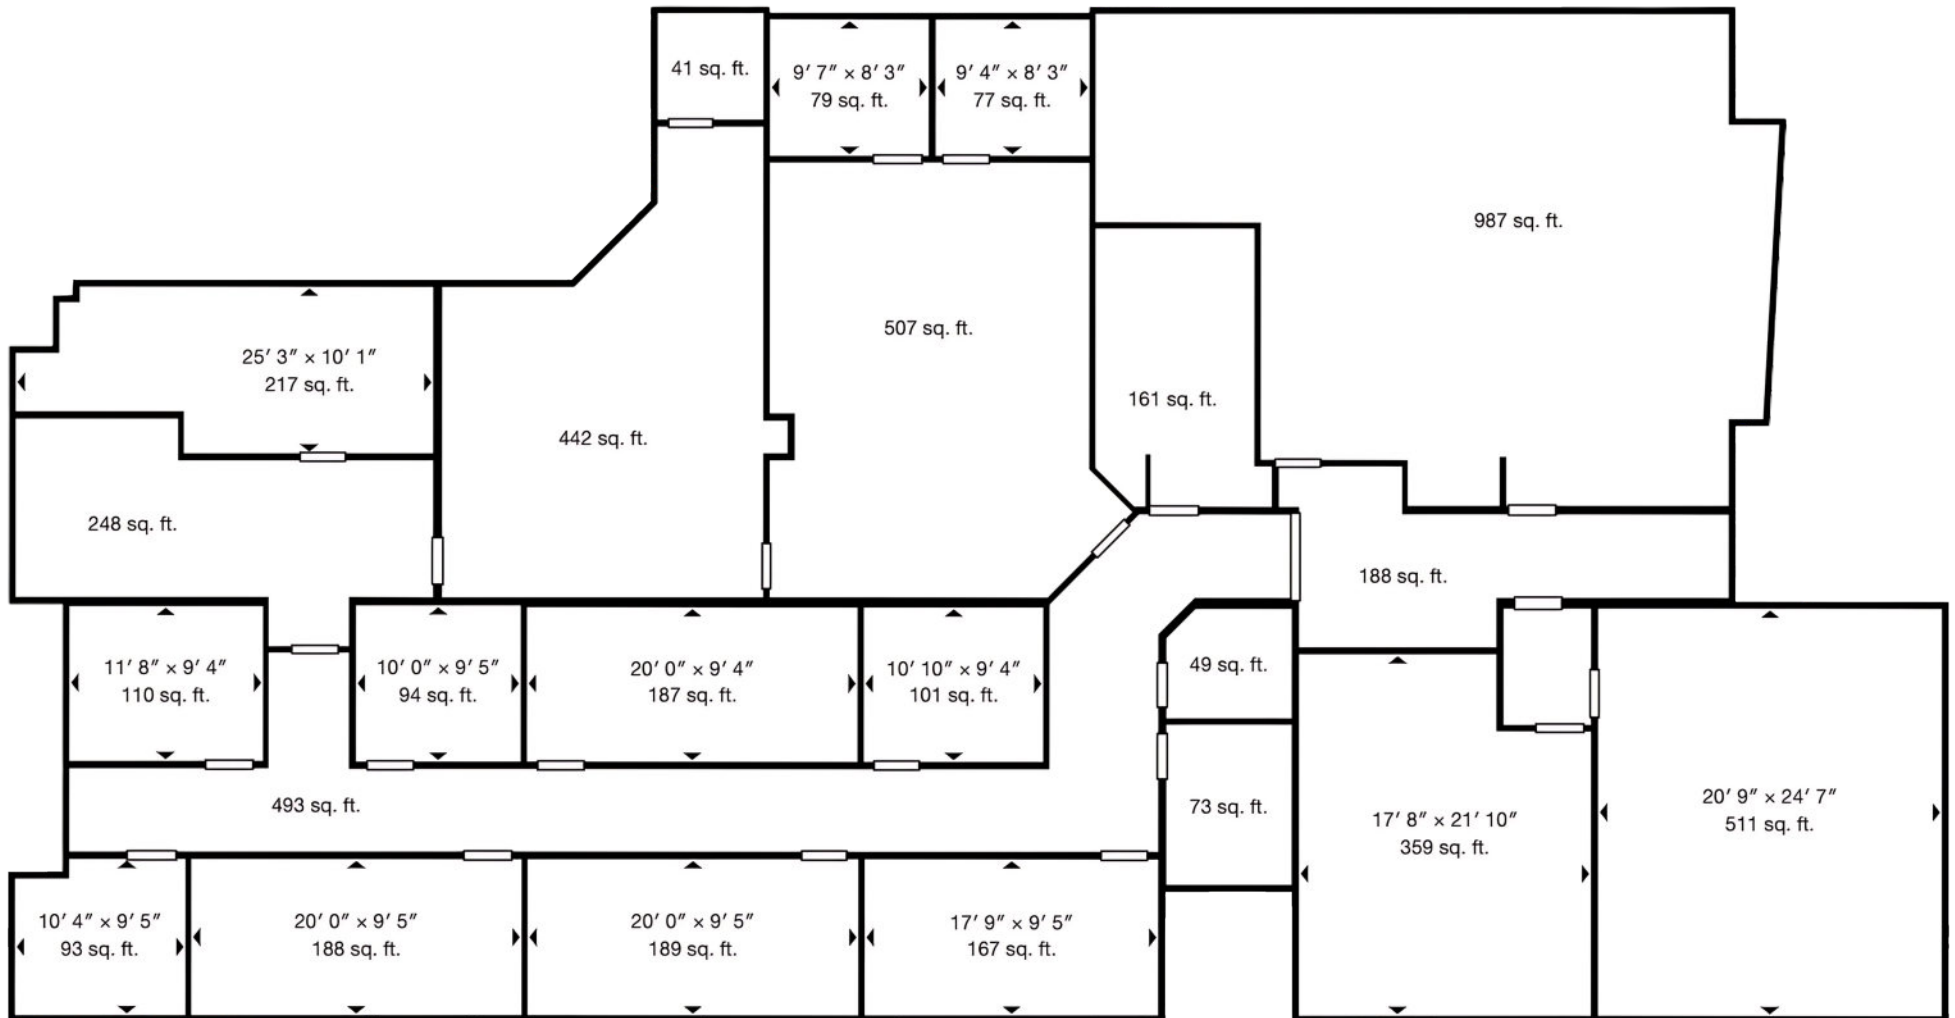 41 sq. ft.
9′ 7″ × 8′ 3″
79 sq. ft.
9′ 4″ × 8′ 3″
77 sq. ft.
987 sq. ft.
507 sq. ft.
25′ 3″ × 10′ 1″
217 sq. ft.
161 sq. ft.
442 sq. ft.
248 sq. ft.
188 sq. ft.
11′ 8″ × 9′ 4″
110 sq. ft.
10′ 0″ × 9′ 5″
94 sq. ft.
20′ 0″ × 9′ 4″
187 sq. ft.
10′ 10″ × 9′ 4″
101 sq. ft.
49 sq. ft.
493 sq. ft.
73 sq. ft.
17′ 8″ × 21′ 10″
359 sq. ft.
20′ 9″ × 24′ 7″
511 sq. ft.
10′ 4″ × 9′ 5″
93 sq. ft.
20′ 0″ × 9′ 5″
188 sq. ft.
20′ 0″ × 9′ 5″
189 sq. ft.
17′ 9″ × 9′ 5″
167 sq. ft.